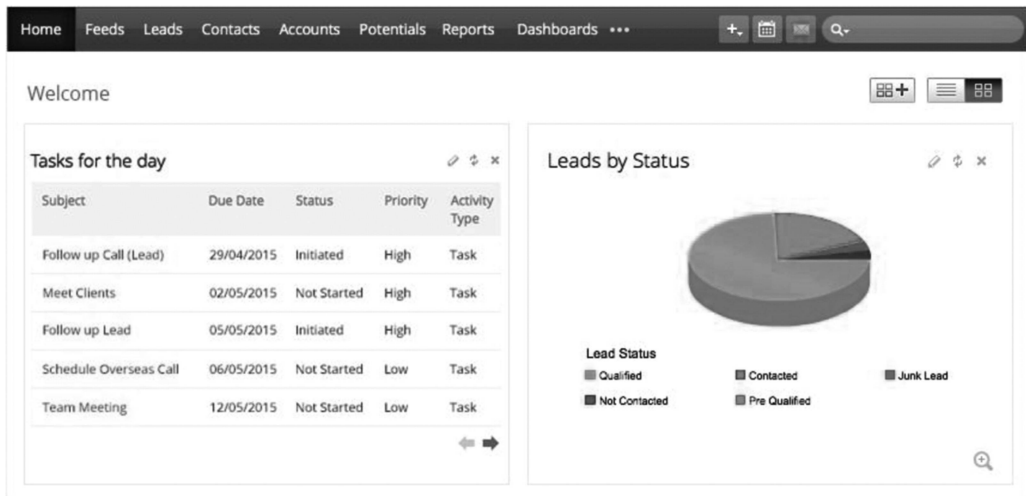 Home Feeds Leads Contacts Accounts Potentials Reports Dashboards
Welcome
Tasks for the day
Subject Due Date Status Priority Activity Type
Follow up Call (Lead) 29/04/2015 Initiated High Task
Meet Clients 02/05/2015 Not Started High Task
Follow up Lead 05/05/2015 Initiated High Task
Schedule Overseas Call 06/05/2015 Not Started Low Task
Team Meeting 12/05/2015 Not Started Low Task
Leads by Status
Lead Status
Qualified Contacted Junk Lead
Not Contacted Pre Qualified